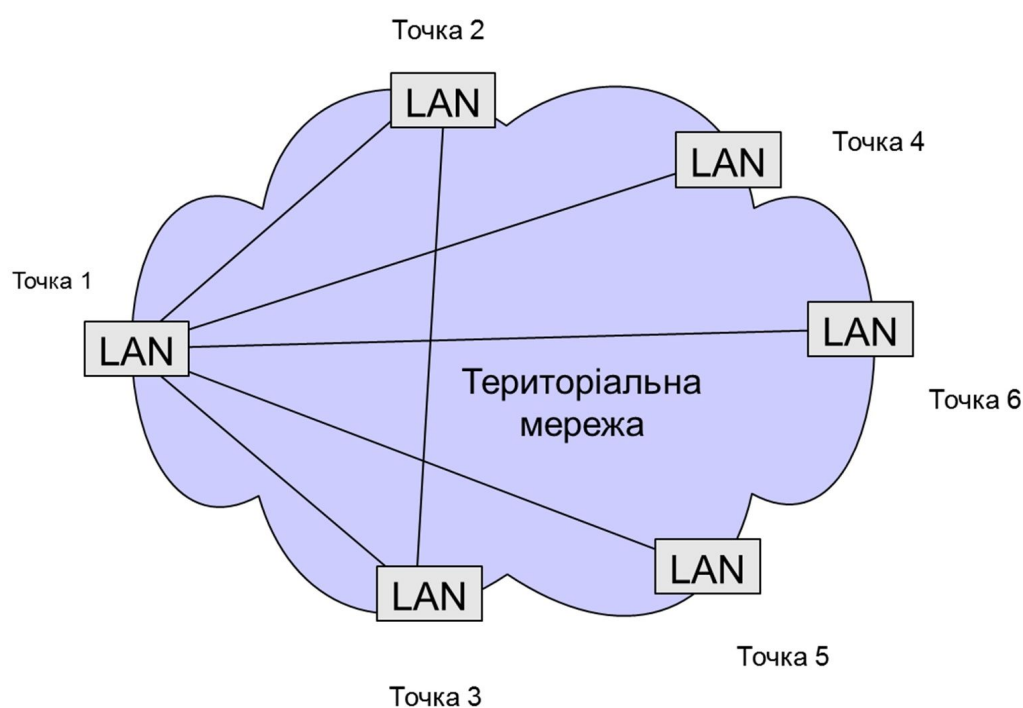 Точка 2
LAN
LAN
Точка 4
Точка 1
LAN
LAN
Територіальна
мережа
Точка 6
LAN
LAN
Точка 5
Точка 3